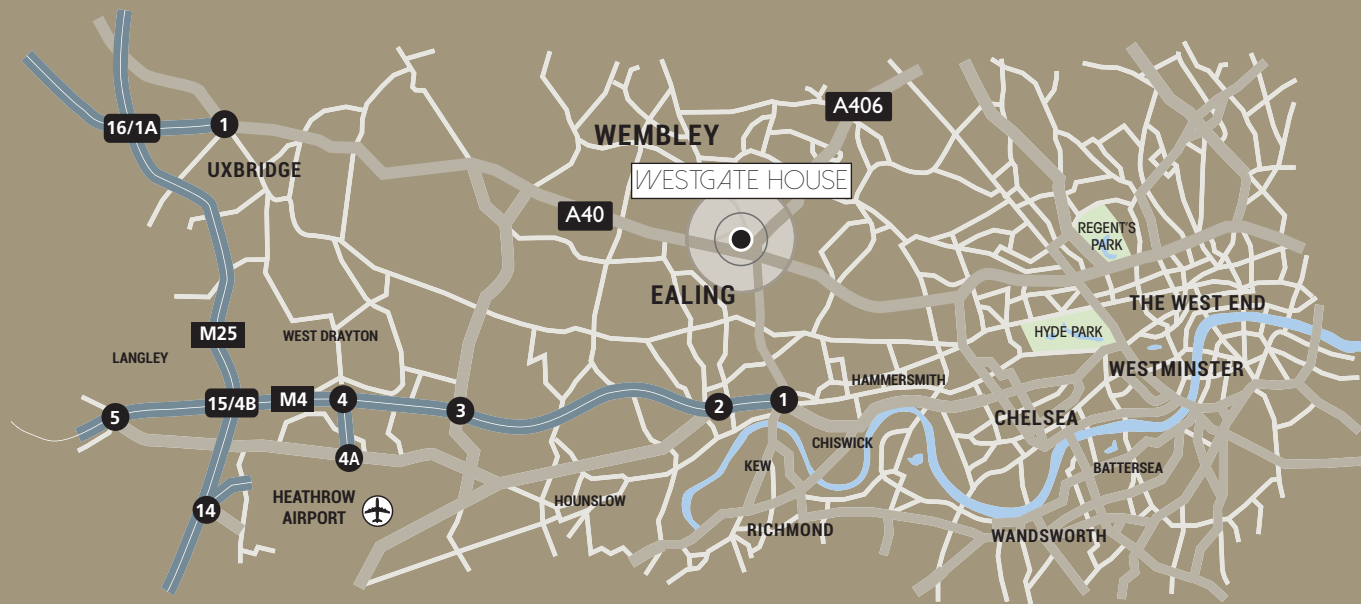 A406
16/1A
1
WEMBLEY
UXBRIDGE
WESTGATE HOUSE
A40
REGENT'S
PARK
EALING
THE WEST END
M25
WEST DRAYTON
HYDE PARK
LANGLEY
WESTMINSTER
HAMMERSMITH
15/4B
M4
4
3
2
1
5
CHELSEA
CHISWICK
4A
KEW
BATTERSEA
HEATHROW
AIRPORT
HOUNSLOW
14
RICHMOND
WANDSWORTH